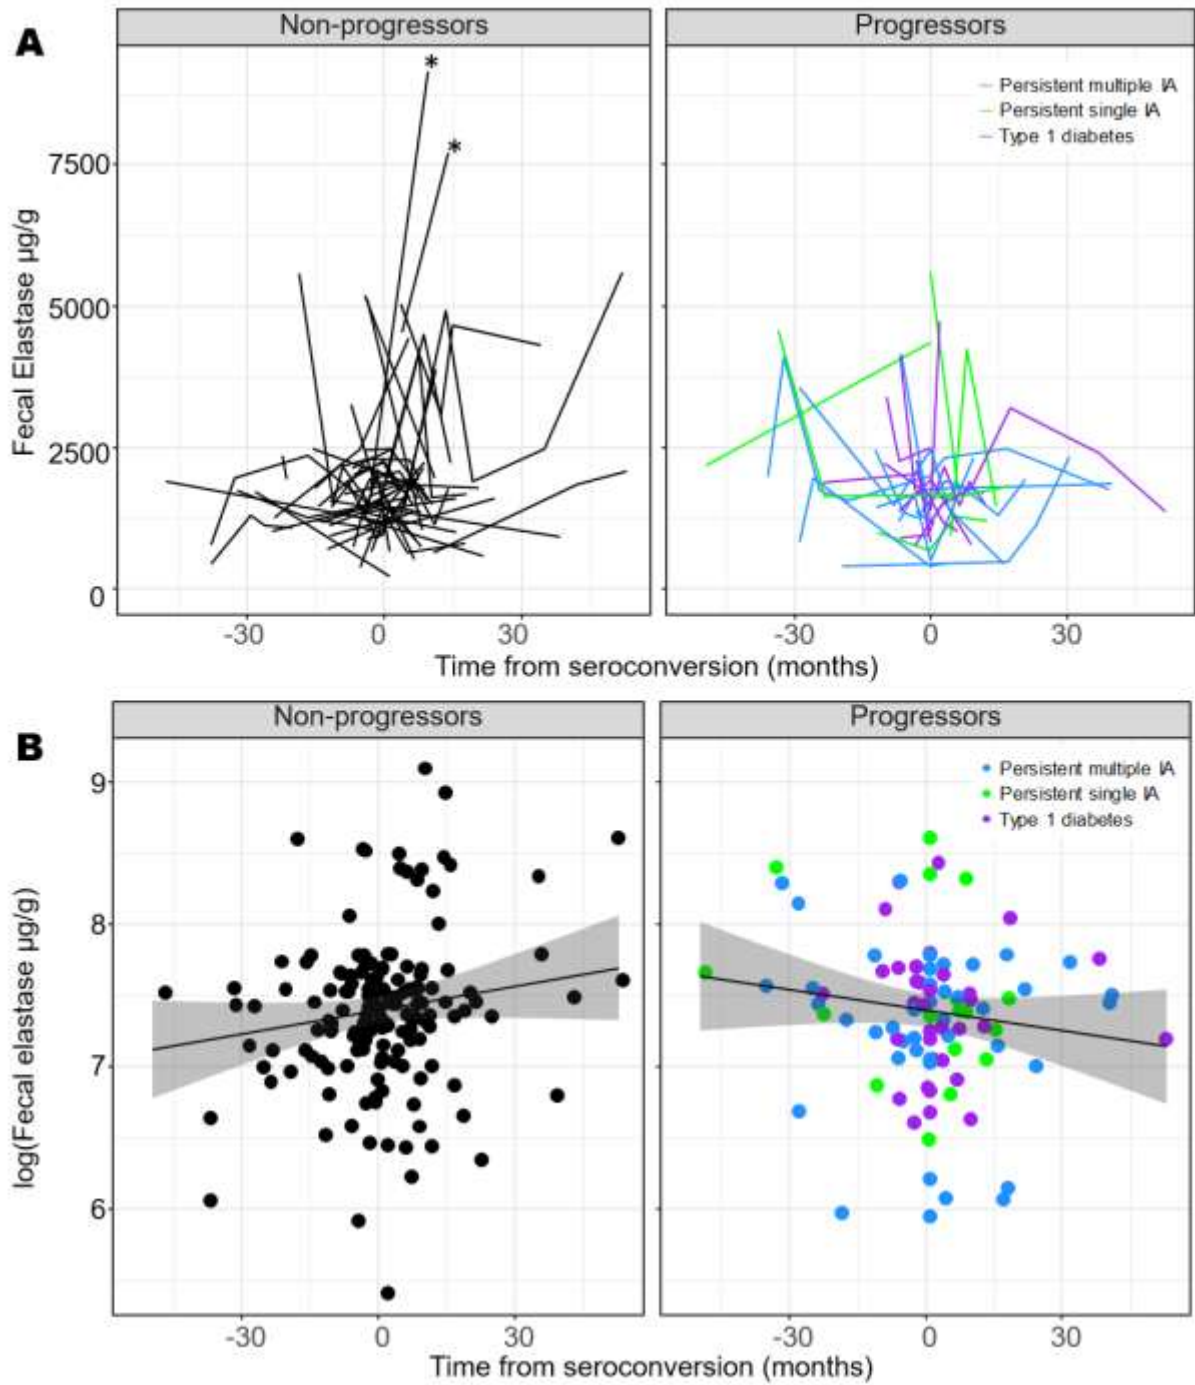 A
Non-progressors
Progressors
*
*
Persistent multiple IA
Persistent single IA
Type 1 diabetes
7500
5000
2500
0
Fecal Elastase µg/g
-30
0
30
-30
0
30
Time from seroconversion (months)
B
Non-progressors
Progressors
Persistent multiple IA
Persistent single IA
Type 1 diabetes
9
8
7
6
log(Fecal elastase µg/g)
-30
0
30
-30
0
30
Time from seroconversion (months)